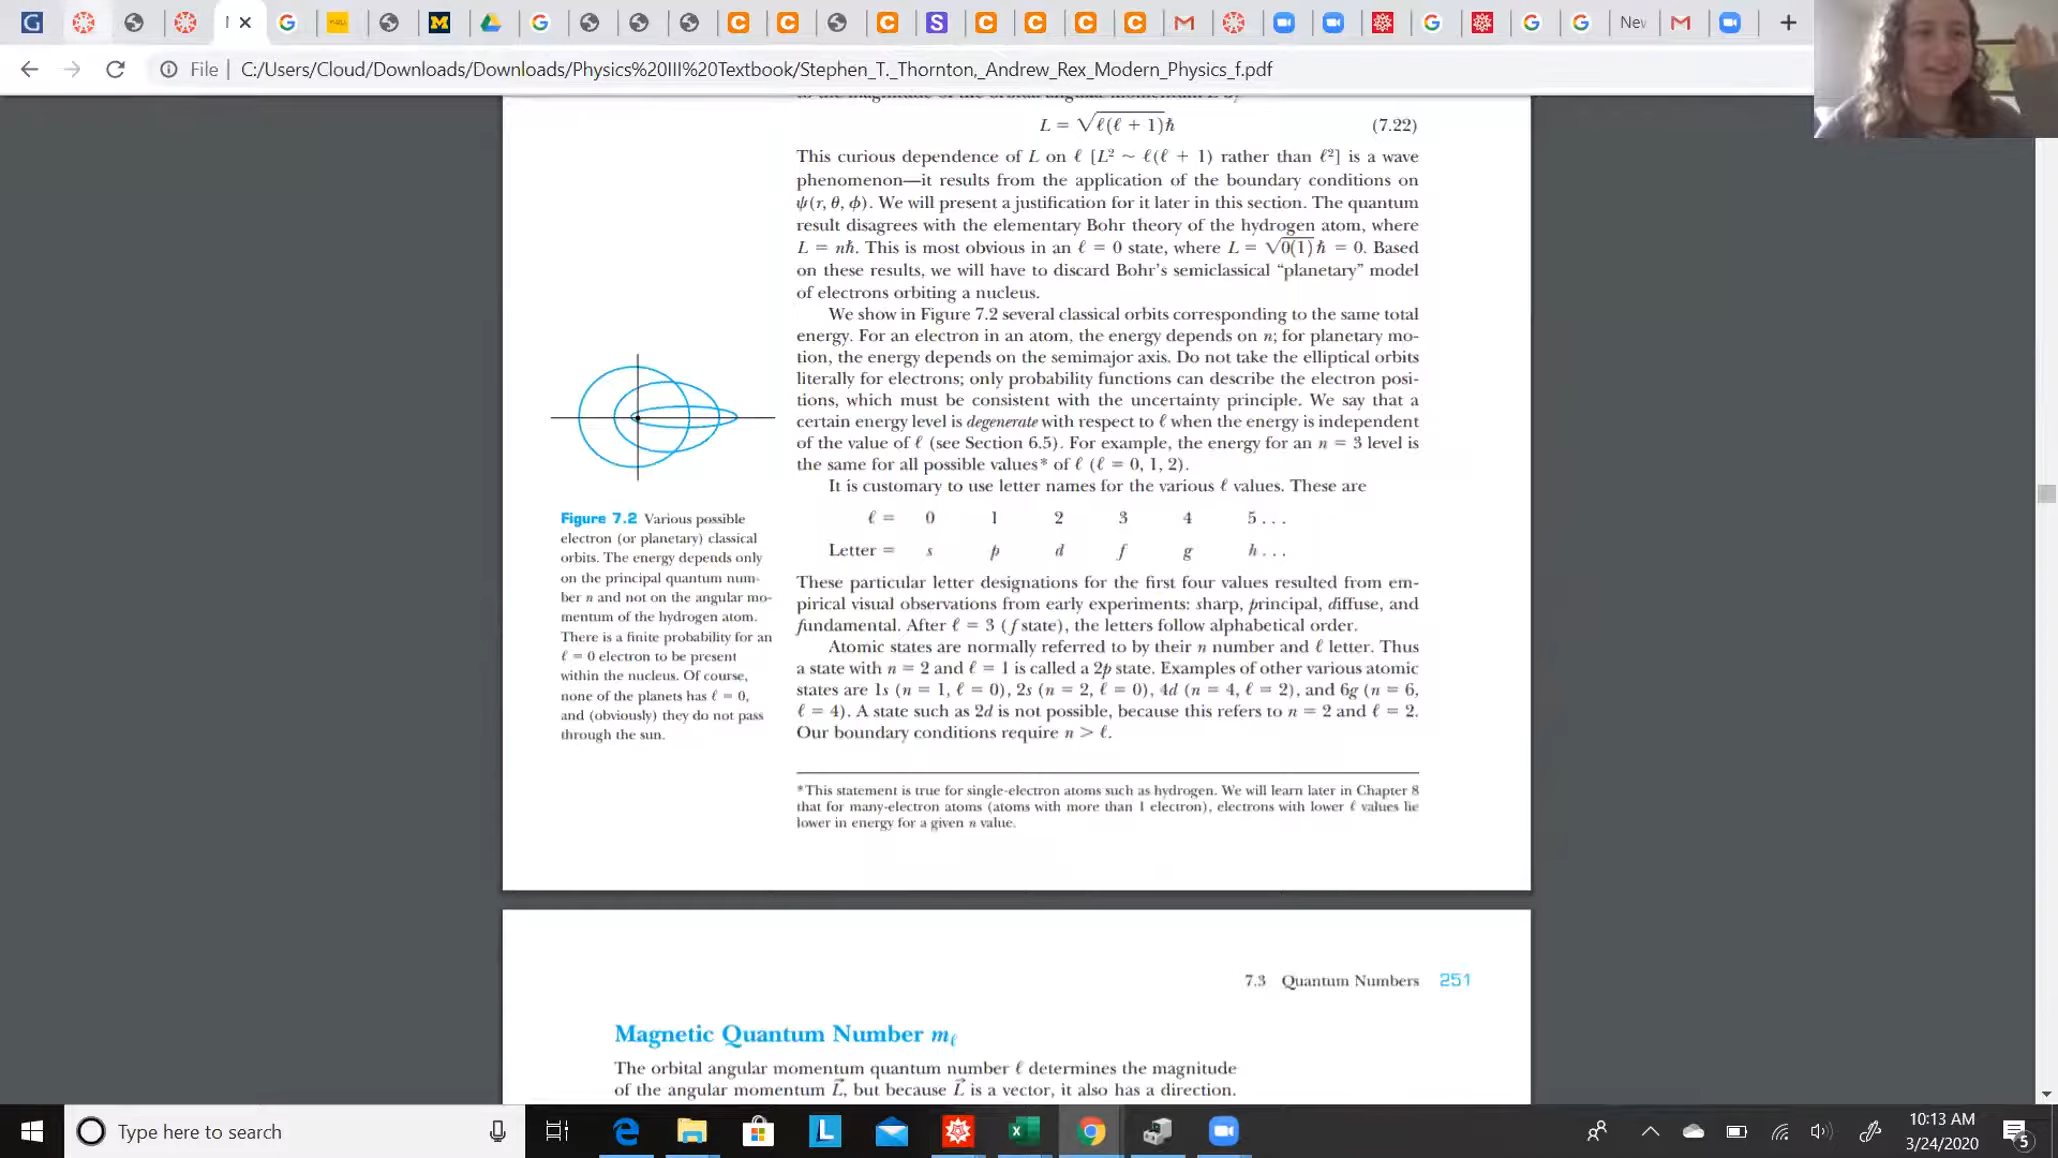 File
C:/Users/Cloud/Downloads/Downloads/Physics%20III%20Textbook/Stephen_T._Thornton,_Andrew_Rex_Modern_Physics_f.pdf
L = √ℓ(ℓ + 1)ħ (7.22)
This curious dependence of L on ℓ [L² ~ ℓ(ℓ + 1) rather than ℓ²] is a wave
phenomenon—it results from the application of the boundary conditions on
ψ(r, θ, ϕ). We will present a justification for it later in this section. The quantum
result disagrees with the elementary Bohr theory of the hydrogen atom, where
L = nħ. This is most obvious in an ℓ = 0 state, where L = √0(1) ħ = 0. Based
on these results, we will have to discard Bohr's semiclassical “planetary” model
of electrons orbiting a nucleus.
We show in Figure 7.2 several classical orbits corresponding to the same total
energy. For an electron in an atom, the energy depends on n; for planetary mo-
tion, the energy depends on the semimajor axis. Do not take the elliptical orbits
literally for electrons; only probability functions can describe the electron posi-
tions, which must be consistent with the uncertainty principle. We say that a
certain energy level is degenerate with respect to ℓ when the energy is independent
of the value of ℓ (see Section 6.5). For example, the energy for an n = 3 level is
the same for all possible values* of ℓ (ℓ = 0, 1, 2).
It is customary to use letter names for the various ℓ values. These are
ℓ = 0 1 2 3 4 5 . . .
Letter = s p d f g h . . .
These particular letter designations for the first four values resulted from em-
pirical visual observations from early experiments: sharp, principal, diffuse, and
fundamental. After ℓ = 3 ( f state), the letters follow alphabetical order.
Atomic states are normally referred to by their n number and ℓ letter. Thus
a state with n = 2 and ℓ = 1 is called a 2p state. Examples of other various atomic
states are 1s (n = 1, ℓ = 0), 2s (n = 2, ℓ = 0), 4d (n = 4, ℓ = 2), and 6g (n = 6,
ℓ = 4). A state such as 2d is not possible, because this refers to n = 2 and ℓ = 2.
Our boundary conditions require n > ℓ.
Figure 7.2 Various possible
electron (or planetary) classical
orbits. The energy depends only
on the principal quantum num-
ber n and not on the angular mo-
mentum of the hydrogen atom.
There is a finite probability for an
ℓ = 0 electron to be present
within the nucleus. Of course,
none of the planets has ℓ = 0,
and (obviously) they do not pass
through the sun.
*This statement is true for single-electron atoms such as hydrogen. We will learn later in Chapter 8
that for many-electron atoms (atoms with more than 1 electron), electrons with lower ℓ values lie
lower in energy for a given n value.
7.3 Quantum Numbers 251
Magnetic Quantum Number mℓ
The orbital angular momentum quantum number ℓ determines the magnitude
of the angular momentum L⃗, but because L⃗ is a vector, it also has a direction.
Type here to search
10:13 AM
3/24/2020
5